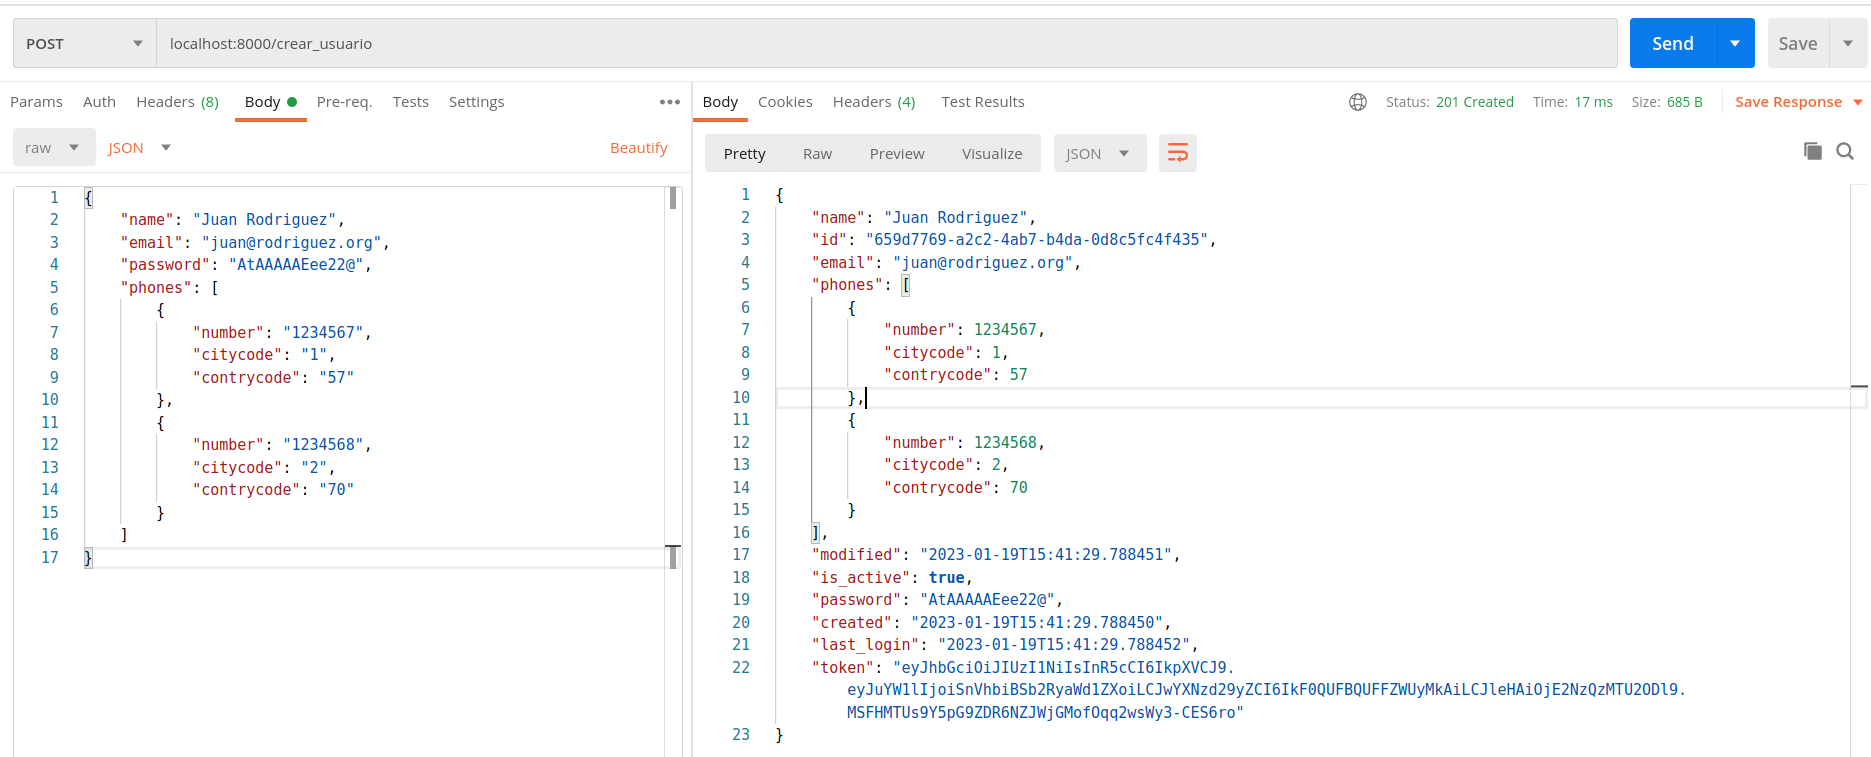 POST localhost:8000/crear_usuario Send Save
Params Auth Headers (8) Body Pre-req. Tests Settings
raw JSON Beautify
1 {
2 "name": "Juan Rodriguez",
3 "email": "juan@rodriguez.org",
4 "password": "AtAAAAAEee22@",
5 "phones": [
6 {
7 "number": "1234567",
8 "citycode": "1",
9 "contrycode": "57"
10 },
11 {
12 "number": "1234568",
13 "citycode": "2",
14 "contrycode": "70"
15 }
16 ]
17 }
Body Cookies Headers (4) Test Results Status: 201 Created Time: 17 ms Size: 685 B Save Response
Pretty Raw Preview Visualize JSON
1 {
2 "name": "Juan Rodriguez",
3 "id": "659d7769-a2c2-4ab7-b4da-0d8c5fc4f435",
4 "email": "juan@rodriguez.org",
5 "phones": [
6 {
7 "number": 1234567,
8 "citycode": 1,
9 "contrycode": 57
10 },
11 {
12 "number": 1234568,
13 "citycode": 2,
14 "contrycode": 70
15 }
16 ],
17 "modified": "2023-01-19T15:41:29.788451",
18 "is_active": true,
19 "password": "AtAAAAAEee22@",
20 "created": "2023-01-19T15:41:29.788450",
21 "last_login": "2023-01-19T15:41:29.788452",
22 "token": "eyJhbGciOiJIUzI1NiIsInR5cCI6IkpXVCJ9.
eyJuYW1lIjoiSnVhbiBSb2RyaWd1ZXoiLCJwYXNzd29yZCI6IkF0QUFBQUFFZWUyMkAiLCJleHAiOjE2NzQzMTU2ODl9.
MSFHMTUs9Y5pG9ZDR6NZJWjGMofOqq2wsWy3-CES6ro"
23 }